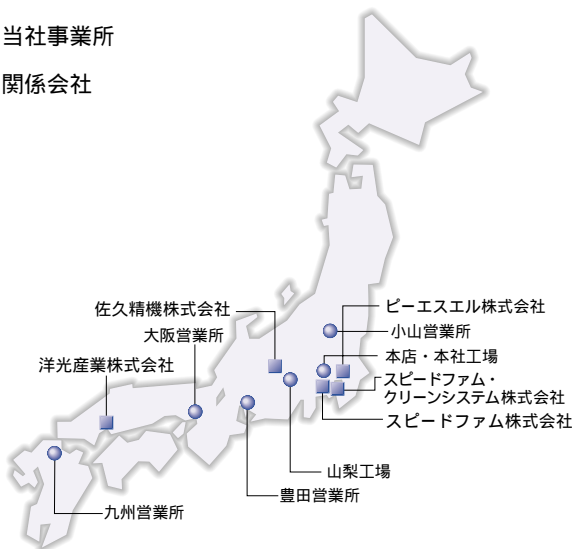 当社事業所
関係会社
佐久精機株式会社
大阪営業所
洋光産業株式会社
ピーエスエル株式会社
小山営業所
本店・本社工場
スピードファム・
クリーンシステム株式会社
スピードファム株式会社
山梨工場
豊田営業所
九州営業所